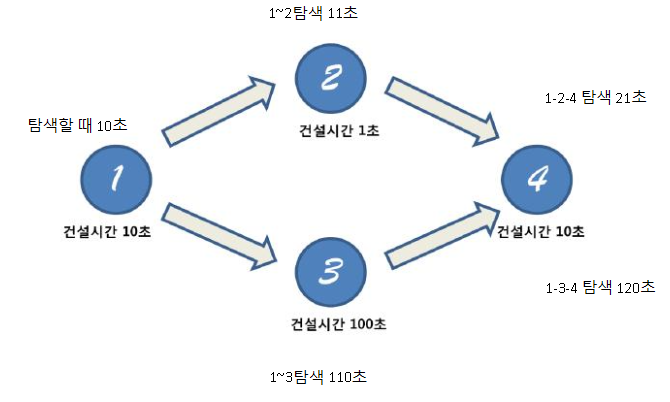 1~2탐색 11초
2
1-2-4 탐색 21초
건설시간 1초
탐색할 때 10초
1
4
건설시간 10초
건설시간 10초
3
1-3-4 탐색 120초
건설시간 100초
1~3탐색 110초